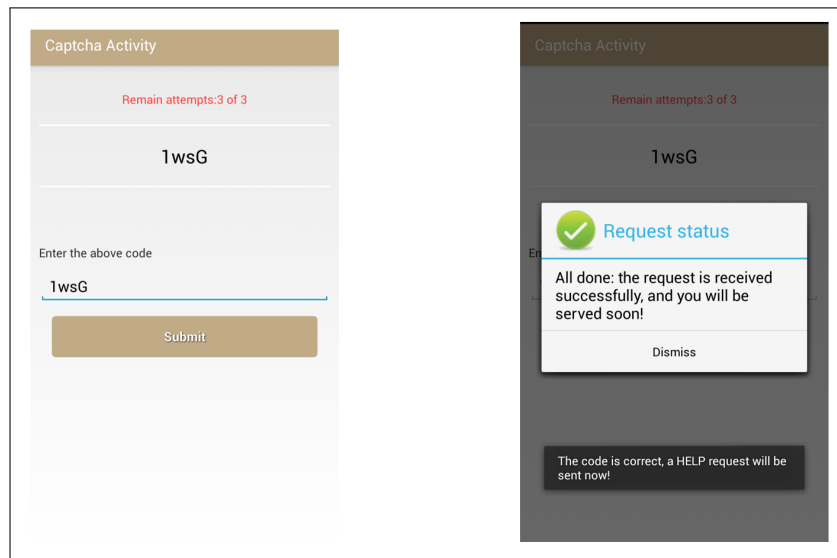 Captcha Activity
Remain attempts:3 of 3
1wsG
Enter the above code
1wsG
Submit
Captcha Activity
Remain attempts:3 of 3
1wsG
En
Request status
All done: the request is received
successfully, and you will be
served soon!
Dismiss
The code is correct, a HELP request will be
sent now!